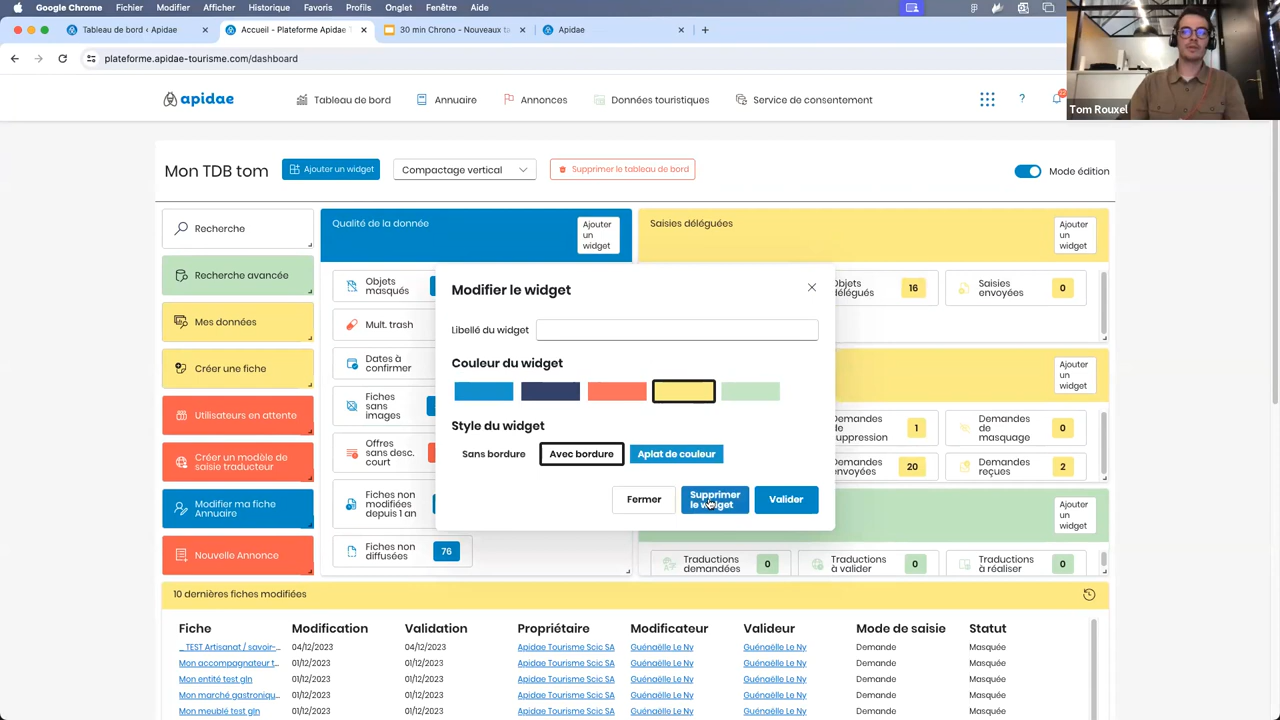 Google Chrome Fichier Modifier Afficher Historique Favoris Profils Onglet Fenêtre Aide
Tableau de bord ‹ Apidae
Accueil - Plateforme Apidae
30 min Chrono - Nouveaux ta
Apidae
plateforme.apidae-tourisme.com/dashboard
apidae
Tableau de bord
Annuaire
Annonces
Données touristiques
Service de consentement
?
Tom Rouxel
Mon TDB tom
Ajouter un widget
Compactage vertical
Supprimer le tableau de bord
Mode édition
Recherche
Recherche avancée
Mes données
Créer une fiche
Utilisateurs en attente
Créer un modèle de
saisie traducteur
Modifier ma fiche
Annuaire
Nouvelle Annonce
Qualité de la donnée
Ajouter
un
widget
Objets
masqués
Mult. trash
Dates à
confirmer
Fiches
sans
images
Offres
sans desc.
court
Fiches non
modifiées
depuis 1 an
Fiches non
diffusées
76
Saisies déléguées
Ajouter
un
widget
Objets
délégués
16
Saisies
envoyées
0
Ajouter
un
widget
Demandes
de
suppression
1
Demandes
de
masquage
0
Demandes
envoyées
20
Demandes
reçues
2
Ajouter
un
widget
Traductions
demandées
0
Traductions
à valider
0
Traductions
à réaliser
0
Modifier le widget
Libellé du widget
Couleur du widget
Style du widget
Sans bordure
Avec bordure
Aplat de couleur
Fermer
Supprimer
le widget
Valider
10 dernières fiches modifiées
Fiche Modification Validation Propriétaire Modificateur Valideur Mode de saisie Statut
_TEST Artisanat / savoir-... 04/12/2023 04/12/2023 Apidae Tourisme Scic SA Guénaëlle Le Ny Guénaëlle Le Ny Demande Masquée
Mon accompagnateur t... 01/12/2023 01/12/2023 Apidae Tourisme Scic SA Guénaëlle Le Ny Guénaëlle Le Ny Demande Masquée
Mon entité test gln 01/12/2023 01/12/2023 Apidae Tourisme Scic SA Guénaëlle Le Ny Guénaëlle Le Ny Demande Masquée
Mon marché gastroniqu... 01/12/2023 01/12/2023 Apidae Tourisme Scic SA Guénaëlle Le Ny Guénaëlle Le Ny Demande Masquée
Mon meublé test gln 01/12/2023 01/12/2023 Apidae Tourisme Scic SA Guénaëlle Le Ny Guénaëlle Le Ny Demande Masquée